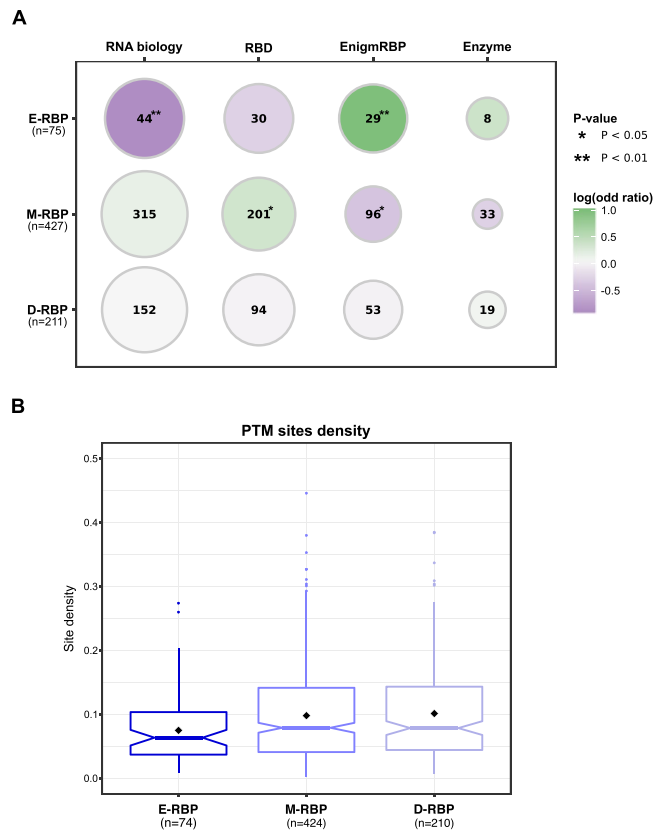 A
RNA biology RBD EnigmRBP Enzyme
E-RBP
(n=75)
44** 30 29** 8
M-RBP
(n=427)
315 201* 96* 33
D-RBP
(n=211)
152 94 53 19
P-value
* P < 0.05
** P < 0.01
log(odd ratio)
1.0
0.5
0.0
-0.5
B
PTM sites density
Site density
0.5
0.4
0.3
0.2
0.1
0.0
E-RBP M-RBP D-RBP
(n=74) (n=424) (n=210)